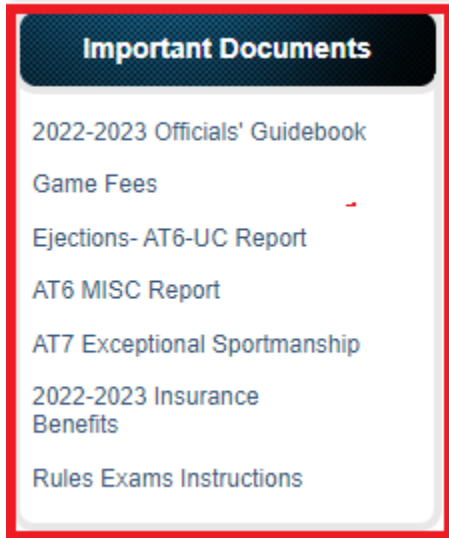 Important Documents
2022-2023 Officials' Guidebook
Game Fees
Ejections- AT6-UC Report
AT6 MISC Report
AT7 Exceptional Sportmanship
2022-2023 Insurance
Benefits
Rules Exams Instructions